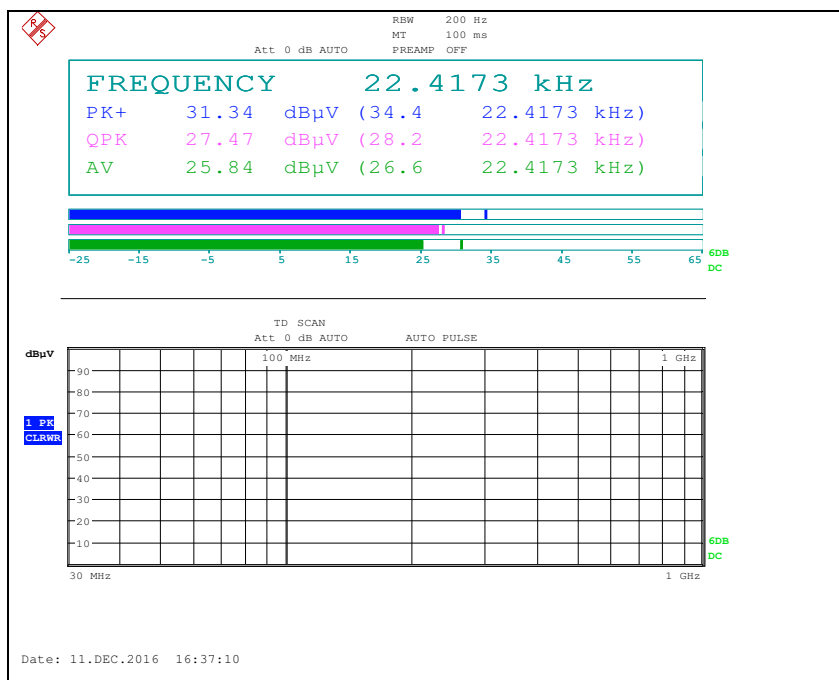 R S
RBW 200 Hz
MT 100 ms
Att 0 dB AUTO PREAMP OFF
FREQUENCY 22.4173 kHz
PK+ 31.34 dBµV (34.4 22.4173 kHz)
QPK 27.47 dBµV (28.2 22.4173 kHz)
AV 25.84 dBµV (26.6 22.4173 kHz)
-25 -15 -5 5 15 25 35 45 55 65
6DB
DC
TD SCAN
Att 0 dB AUTO AUTO PULSE
dBµV
100 MHz 1 GHz
90
80
70
1 PK
CLRWR
60
50
40
30
20
10
6DB
DC
30 MHz 1 GHz
Date: 11.DEC.2016 16:37:10